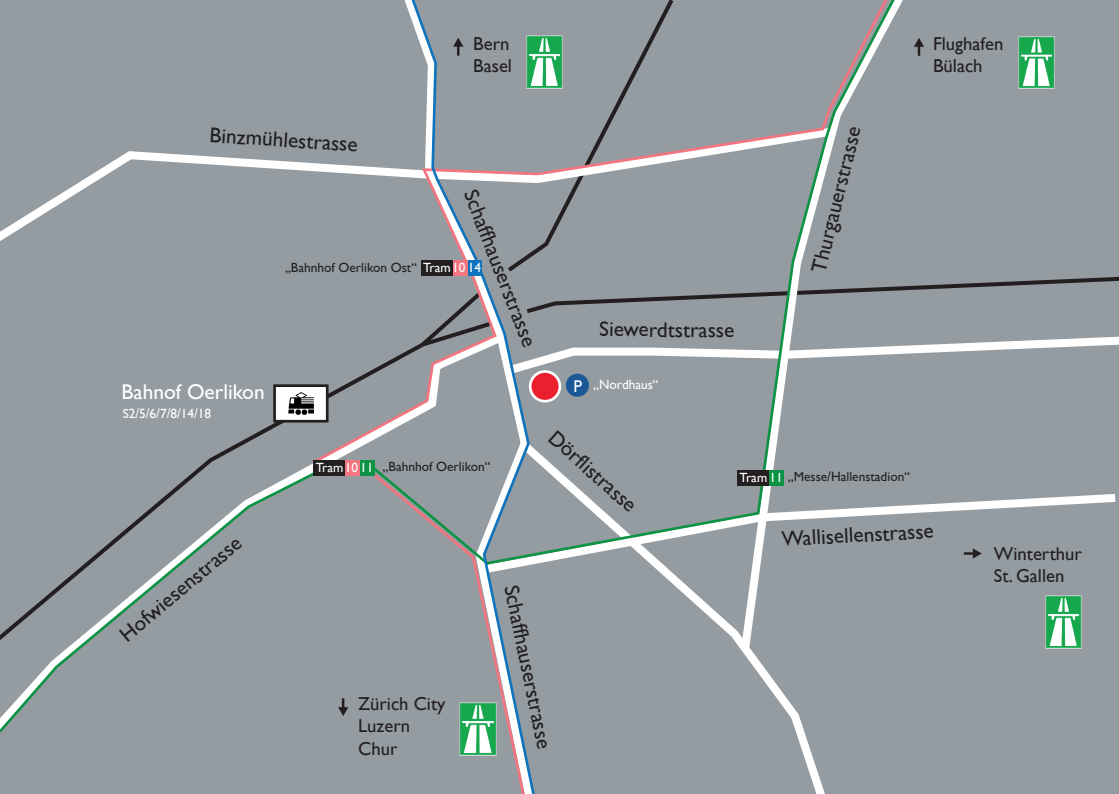 Bern
Basel
Flughafen
Bülach
Binzmühlestrasse
Thurgauerstrasse
Schaffhauserstrasse
„Bahnhof Oerlikon Ost“ Tram 10 14
Siewerdtstrasse
P „Nordhaus“
Bahnhof Oerlikon
S2/5/6/7/8/14/18
Dörflistrasse
Tram 10 11 „Bahnhof Oerlikon“
Tram 11 „Messe/Hallenstadion“
Wallisellenstrasse
Hofwiesenstrasse
Winterthur
St. Gallen
Schaffhauserstrasse
Zürich City
Luzern
Chur